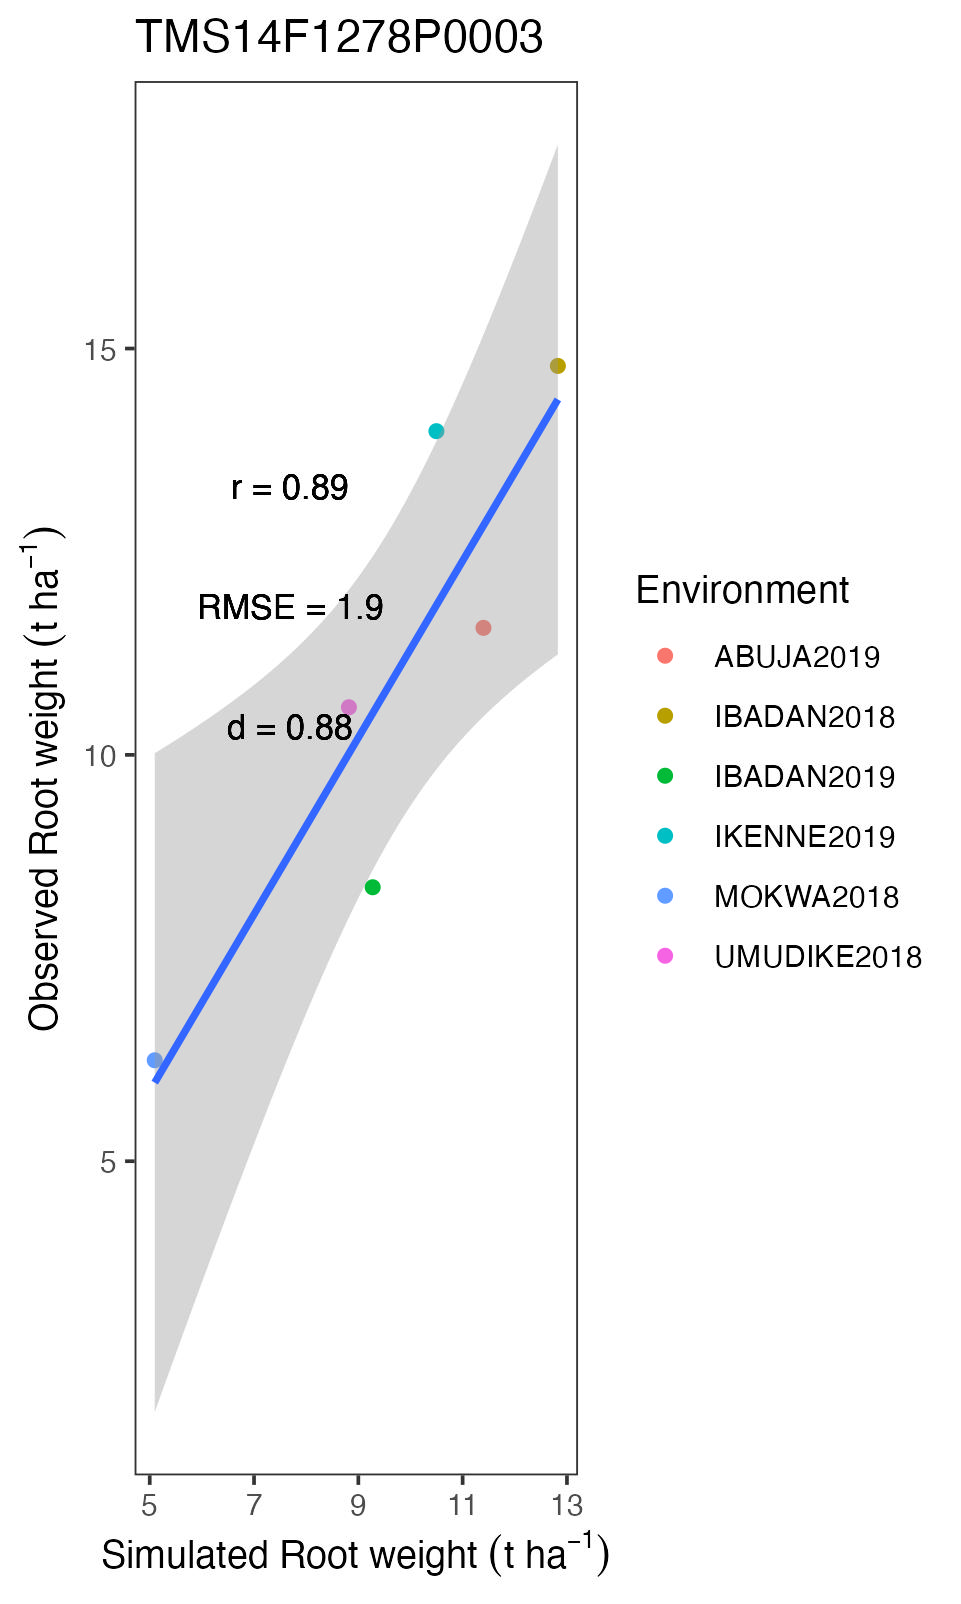 TMS14F1278P0003
15
10
5
Observed Root weight (t ha⁻¹)
r = 0.89
RMSE = 1.9
d = 0.88
5 7 9 11 13
Simulated Root weight (t ha⁻¹)
Environment
ABUJA2019
IBADAN2018
IBADAN2019
IKENNE2019
MOKWA2018
UMUDIKE2018